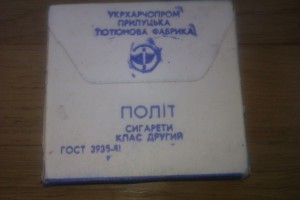 УКРХАРЧОПРОМ
ПРИЛУЦЬКА
ТЮТЮНОВА ФАБРИКА
ПОЛІТ
СИГАРЕТИ
КЛАС ДРУГИЙ
ГОСТ 3935-81